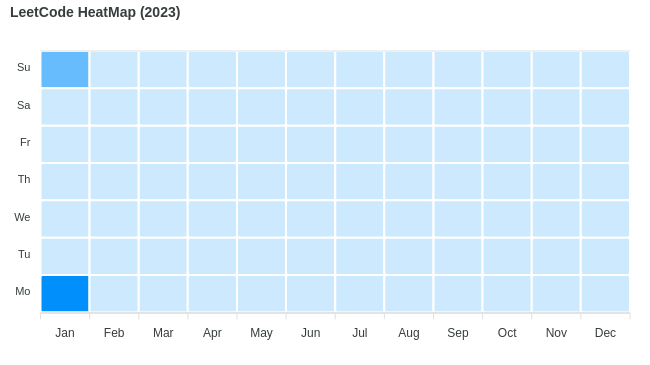 LeetCode HeatMap (2023)
Su
Sa
Fr
Th
We
Tu
Mo
Jan Feb Mar Apr May Jun Jul Aug Sep Oct Nov Dec